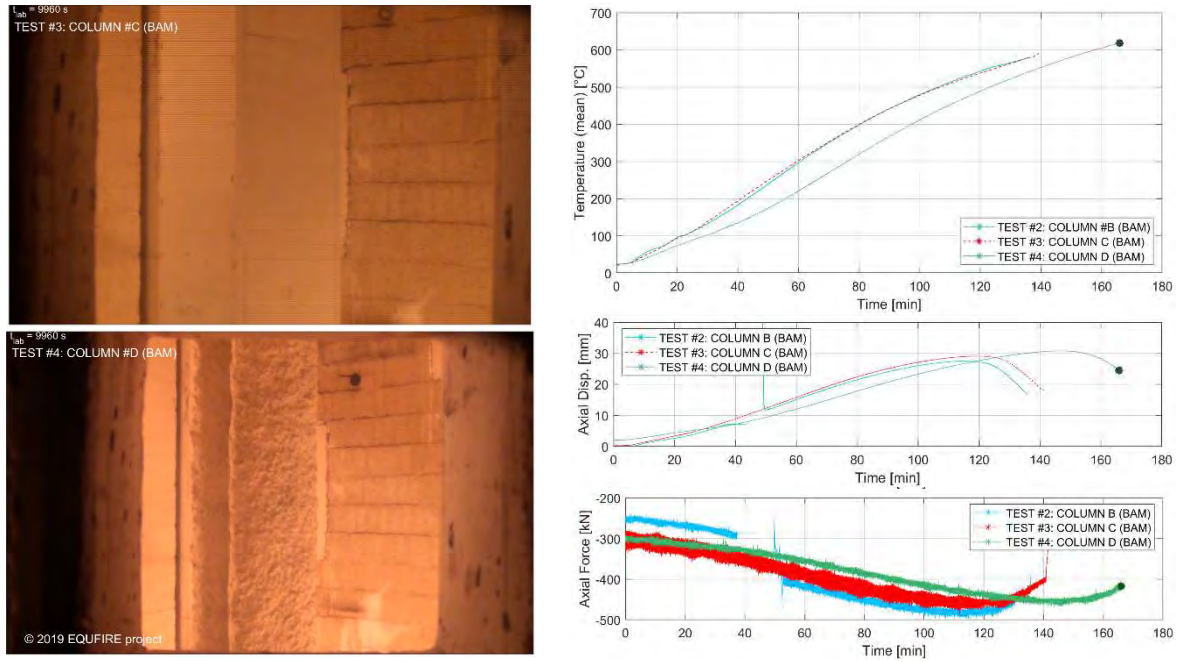 tlab = 9960 s
TEST #3: COLUMN #C (BAM)
tlab = 9960 s
TEST #4: COLUMN #D (BAM)
© 2019 EQUFIRE project
Temperature (mean) [°C]
700
600
500
400
300
200
100
0
TEST #2: COLUMN #B (BAM)
TEST #3: COLUMN C (BAM)
TEST #4: COLUMN D (BAM)
0 20 40 60 80 100 120 140 160 180
Time [min]
Axial Disp. [mm]
40
30
20
10
0
TEST #2: COLUMN B (BAM)
TEST #3: COLUMN C (BAM)
TEST #4: COLUMN D (BAM)
0 20 40 60 80 100 120 140 160 180
Time [min]
Axial Force [kN]
-200
-300
-400
-500
TEST #2: COLUMN B (BAM)
TEST #3: COLUMN C (BAM)
TEST #4: COLUMN D (BAM)
0 20 40 60 80 100 120 140 160 180
Time [min]